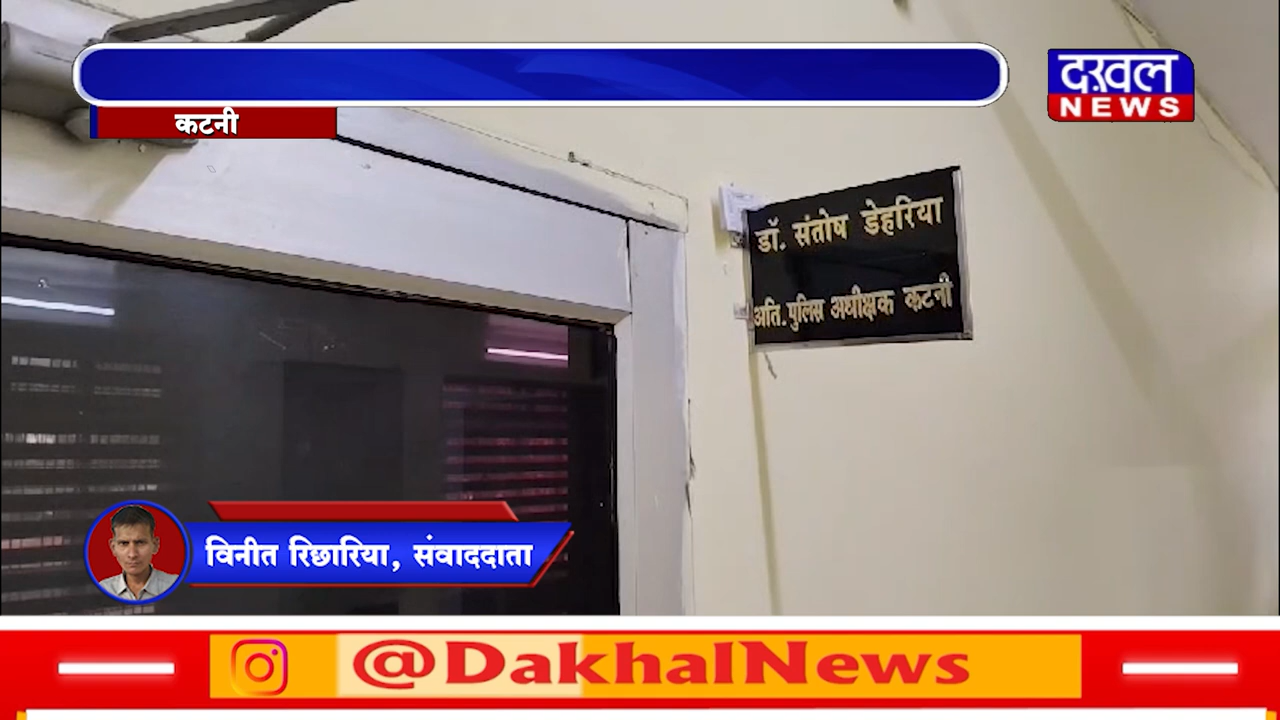 दख़ल
NEWS
कटनी
डॉ. संतोष डेहरिया
अति. पुलिस अधीक्षक कटनी
विनीत रिछारिया, संवाददाता
@DakhalNews